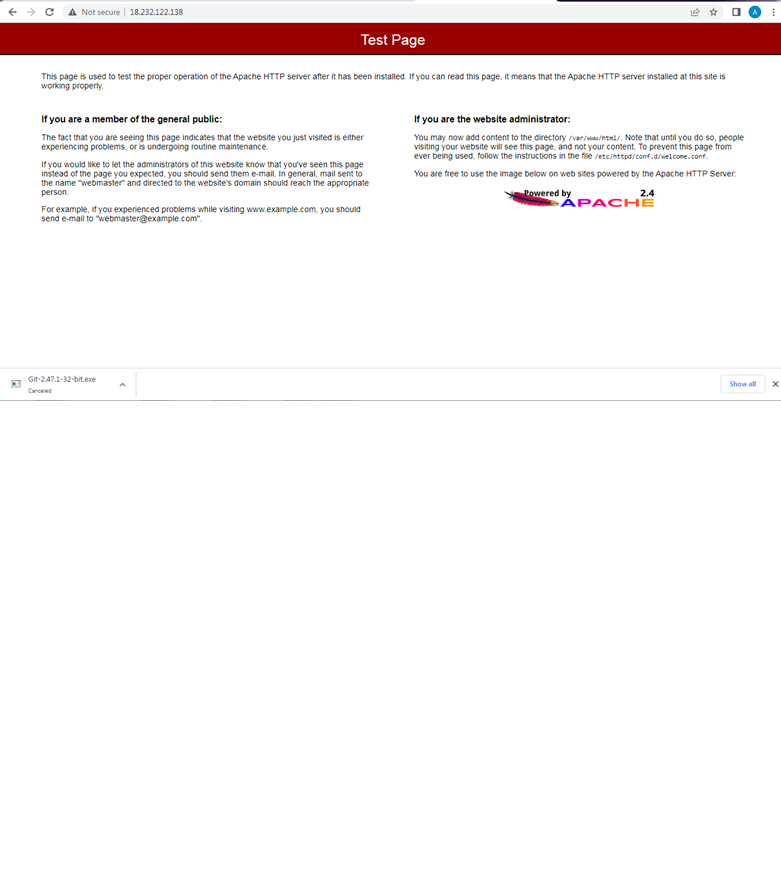 Not secure | 18.232.122.138
A
Test Page
This page is used to test the proper operation of the Apache HTTP server after it has been installed. If you can read this page, it means that the Apache HTTP server installed at this site is
working properly.
If you are a member of the general public:
The fact that you are seeing this page indicates that the website you just visited is either
experiencing problems, or is undergoing routine maintenance.
If you would like to let the administrators of this website know that you've seen this page
instead of the page you expected, you should send them e-mail. In general, mail sent to
the name "webmaster" and directed to the website's domain should reach the appropriate
person.
For example, if you experienced problems while visiting www.example.com, you should
send e-mail to "webmaster@example.com".
If you are the website administrator:
You may now add content to the directory /var/www/html/. Note that until you do so, people
visiting your website will see this page, and not your content. To prevent this page from
ever being used, follow the instructions in the file /etc/httpd/conf.d/welcome.conf.
You are free to use the image below on web sites powered by the Apache HTTP Server:
Powered by 2.4
APACHE
Git-2.47.1-32-bit.exe
Canceled
Show all